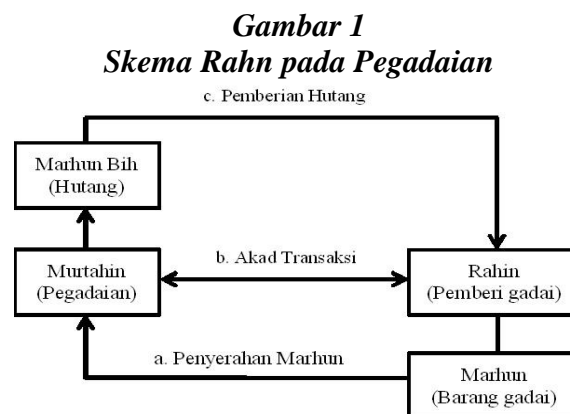 Gambar 1
Skema Rahn pada Pegadaian
c. Pemberian Hutang
Marhun Bih
(Hutang)
Murtahin
(Pegadaian)
b. Akad Transaksi
Rahin
(Pemberi gadai)
a. Penyerahan Marhun
Marhun
(Barang gadai)